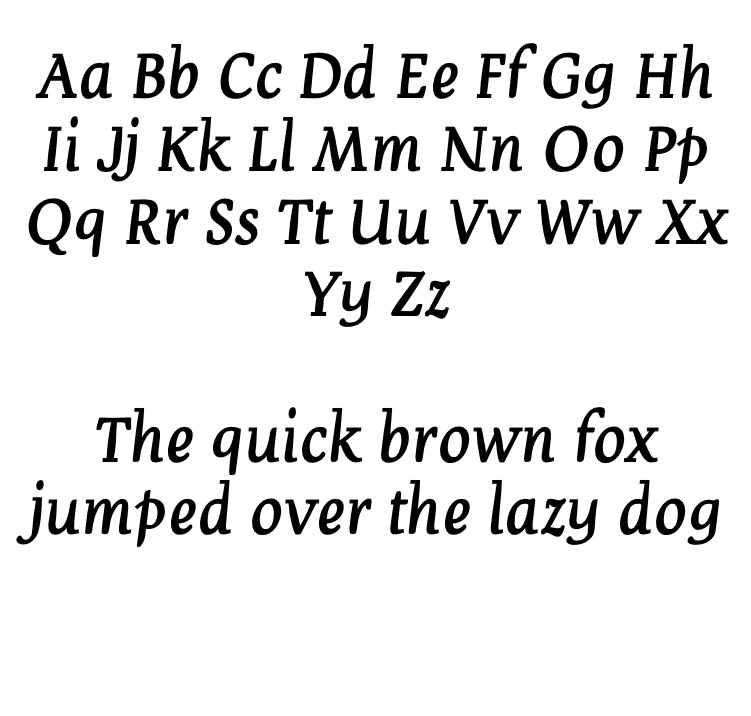 Aa Bb Cc Dd Ee Ff Gg Hh
Ii Jj Kk Ll Mm Nn Oo Pp
Qq Rr Ss Tt Uu Vv Ww Xx
Yy Zz
The quick brown fox
jumped over the lazy dog